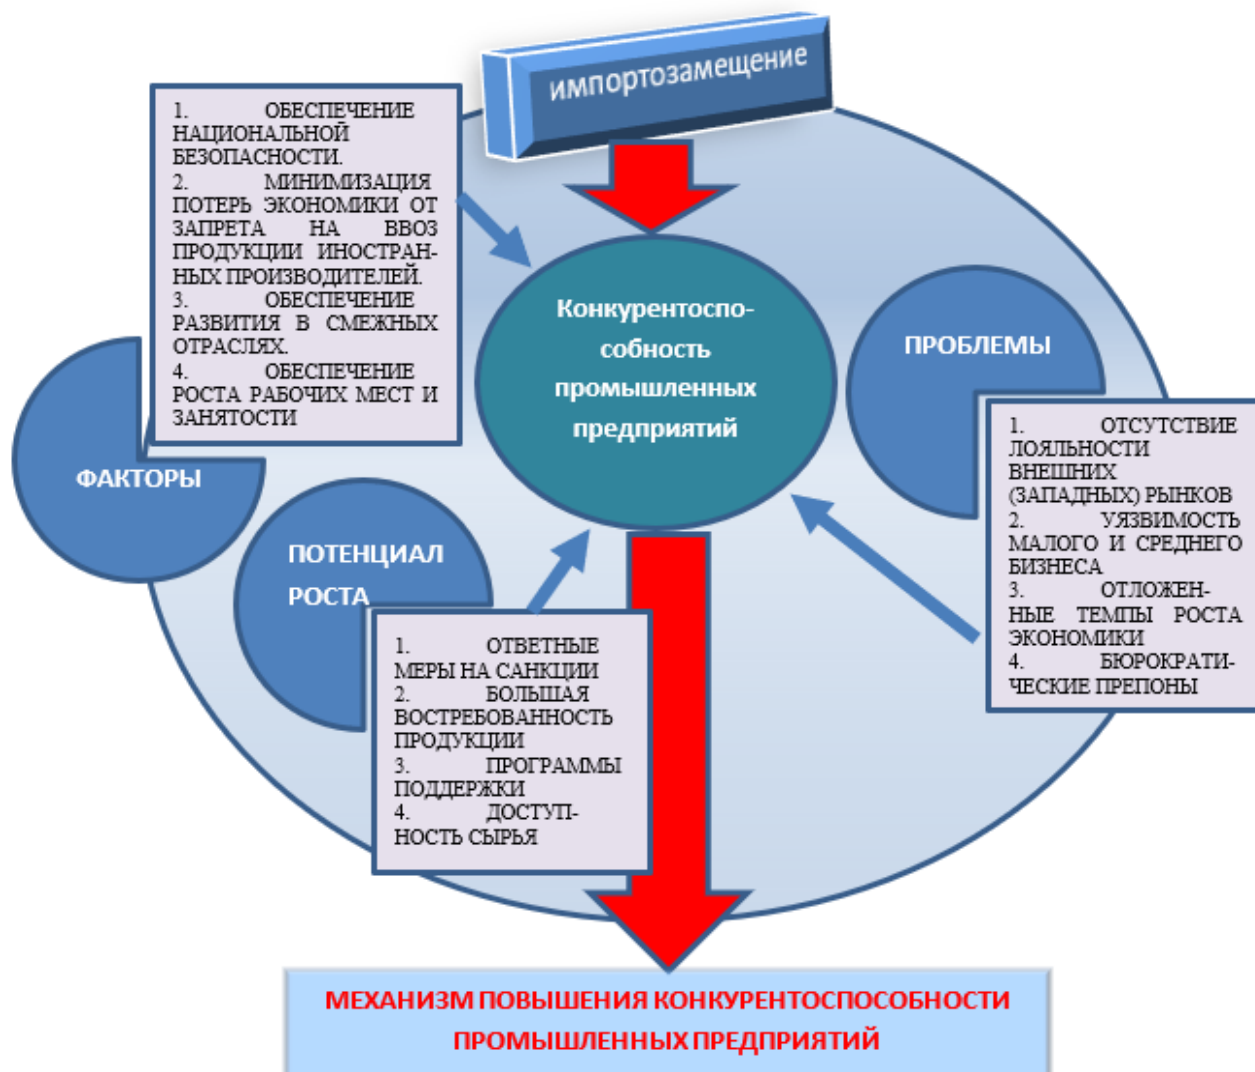 импортозамещение
1. ОБЕСПЕЧЕНИЕ
НАЦИОНАЛЬНОЙ
БЕЗОПАСНОСТИ.
2. МИНИМИЗАЦИЯ
ПОТЕРЬ ЭКОНОМИКИ ОТ
ЗАПРЕТА НА ВВОЗ
ПРОДУКЦИИ ИНОСТРАН-
НЫХ ПРОИЗВОДИТЕЛЕЙ.
3. ОБЕСПЕЧЕНИЕ
РАЗВИТИЯ В СМЕЖНЫХ
ОТРАСЛЯХ.
4. ОБЕСПЕЧЕНИЕ
РОСТА РАБОЧИХ МЕСТ И
ЗАНЯТОСТИ
ФАКТОРЫ
Конкурентоспо-
собность
промышленных
предприятий
ПРОБЛЕМЫ
1. ОТСУТСТВИЕ
ЛОЯЛЬНОСТИ
ВНЕШНИХ
(ЗАПАДНЫХ) РЫНКОВ
2. УЯЗВИМОСТЬ
МАЛОГО И СРЕДНЕГО
БИЗНЕСА
3. ОТЛОЖЕН-
НЫЕ ТЕМПЫ РОСТА
ЭКОНОМИКИ
4. БЮРОКРАТИ-
ЧЕСКИЕ ПРЕПОНЫ
ПОТЕНЦИАЛ
РОСТА
1. ОТВЕТНЫЕ
МЕРЫ НА САНКЦИИ
2. БОЛЬШАЯ
ВОСТРЕБОВАННОСТЬ
ПРОДУКЦИИ
3. ПРОГРАММЫ
ПОДДЕРЖКИ
4. ДОСТУП-
НОСТЬ СЫРЬЯ
МЕХАНИЗМ ПОВЫШЕНИЯ КОНКУРЕНТОСПОСОБНОСТИ
ПРОМЫШЛЕННЫХ ПРЕДПРИЯТИЙ